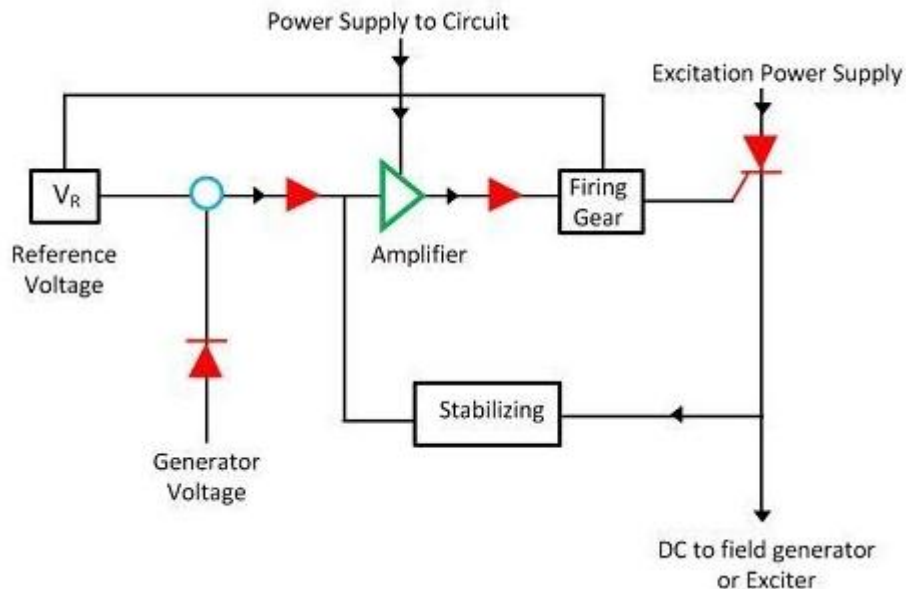 Power Supply to Circuit
Excitation Power Supply
VR
Reference
Voltage
Amplifier
Firing
Gear
Stabilizing
Generator
Voltage
DC to field generator
or Exciter